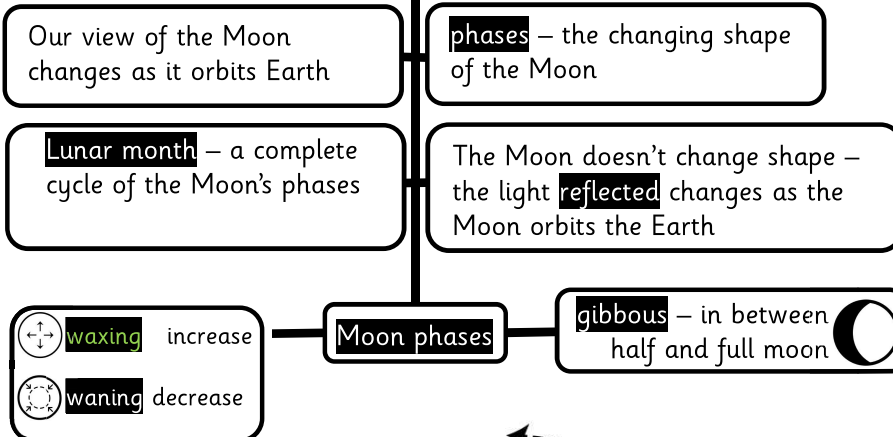 Our view of the Moon
changes as it orbits Earth
phases – the changing shape
of the Moon
Lunar month – a complete
cycle of the Moon's phases
The Moon doesn't change shape –
the light reflected changes as the
Moon orbits the Earth
waxing increase
waning decrease
Moon phases
gibbous – in between
half and full moon